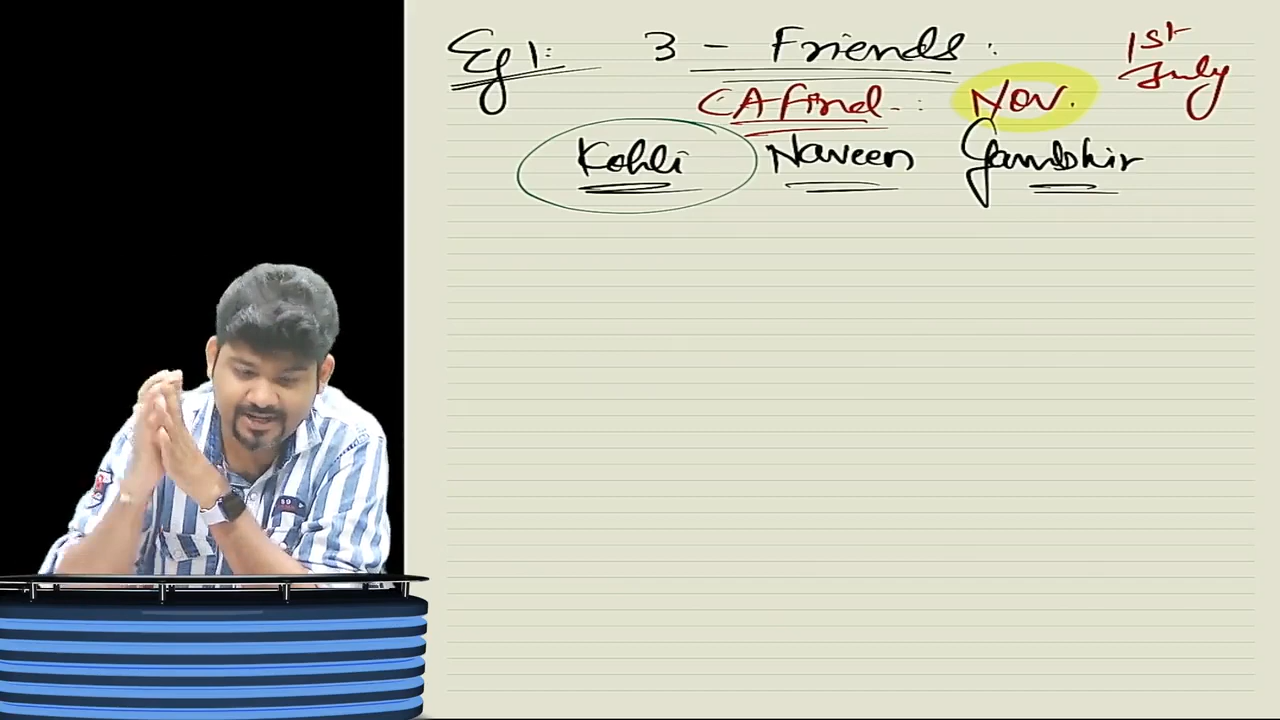 Eg 1: 3 - Friends: 1st July
CA final: Nov.
Kohli Naveen Gambhir